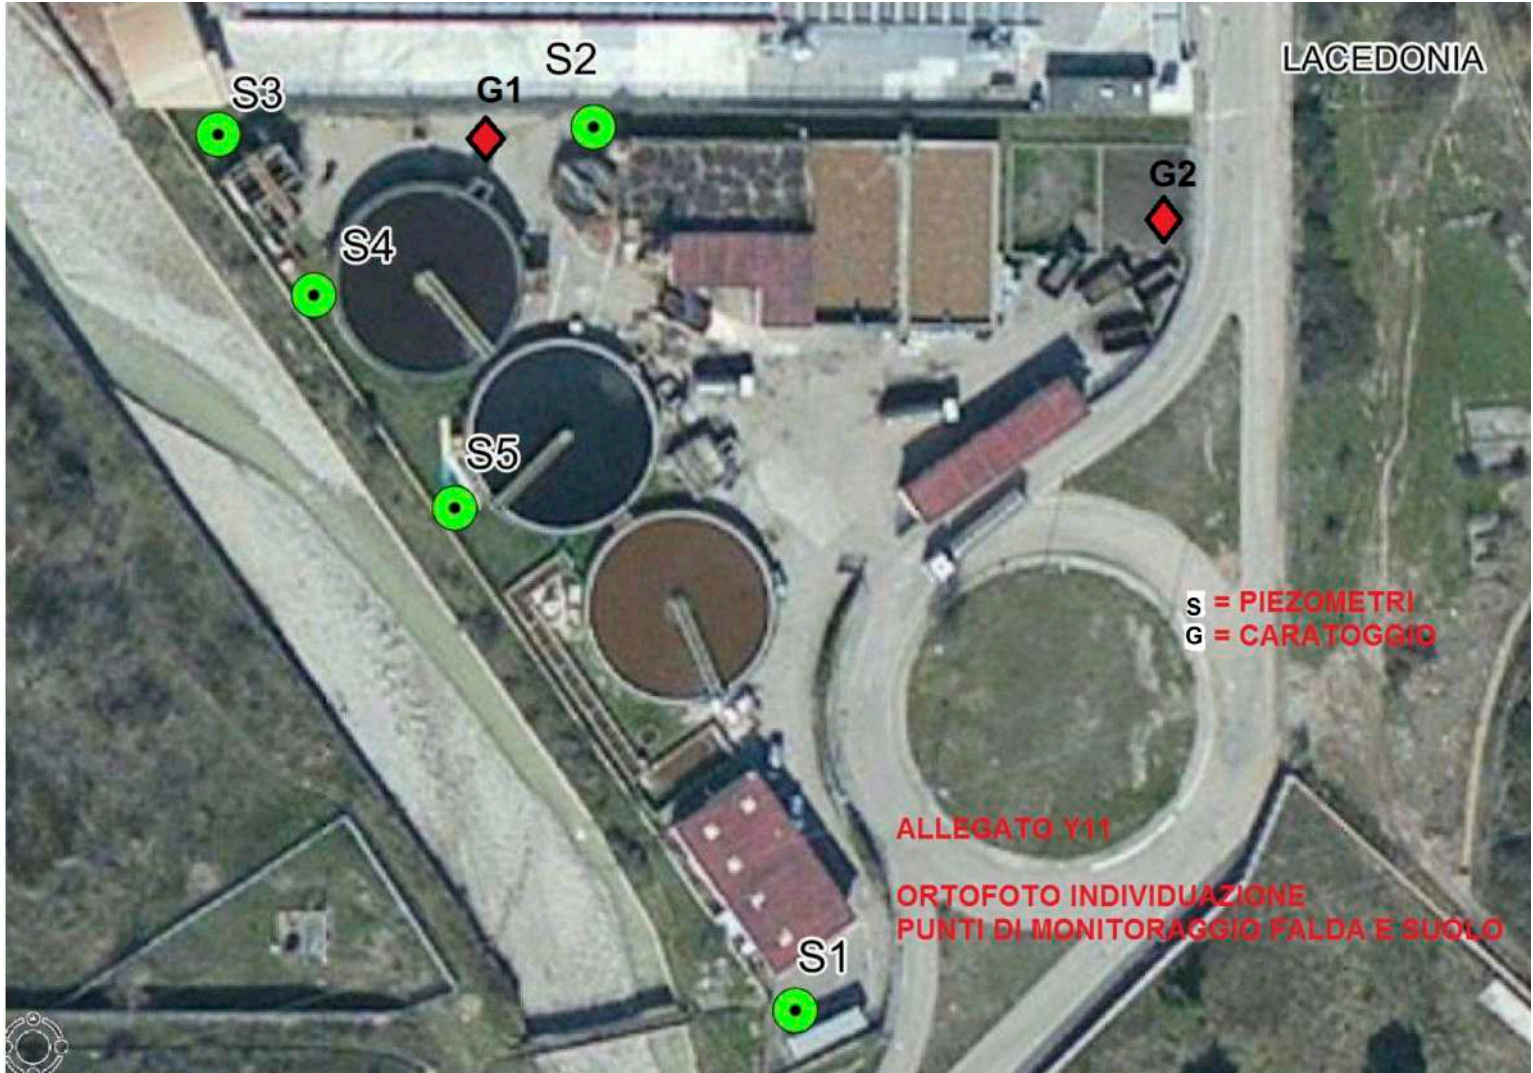 LACEDONIA
S2
S3
G1
G2
S4
S5
S = PIEZOMETRI
G = CARATOGGIO
ALLEGATO Y11
ORTOFOTO INDIVIDUAZIONE
PUNTI DI MONITORAGGIO FALDA E SUOLO
S1